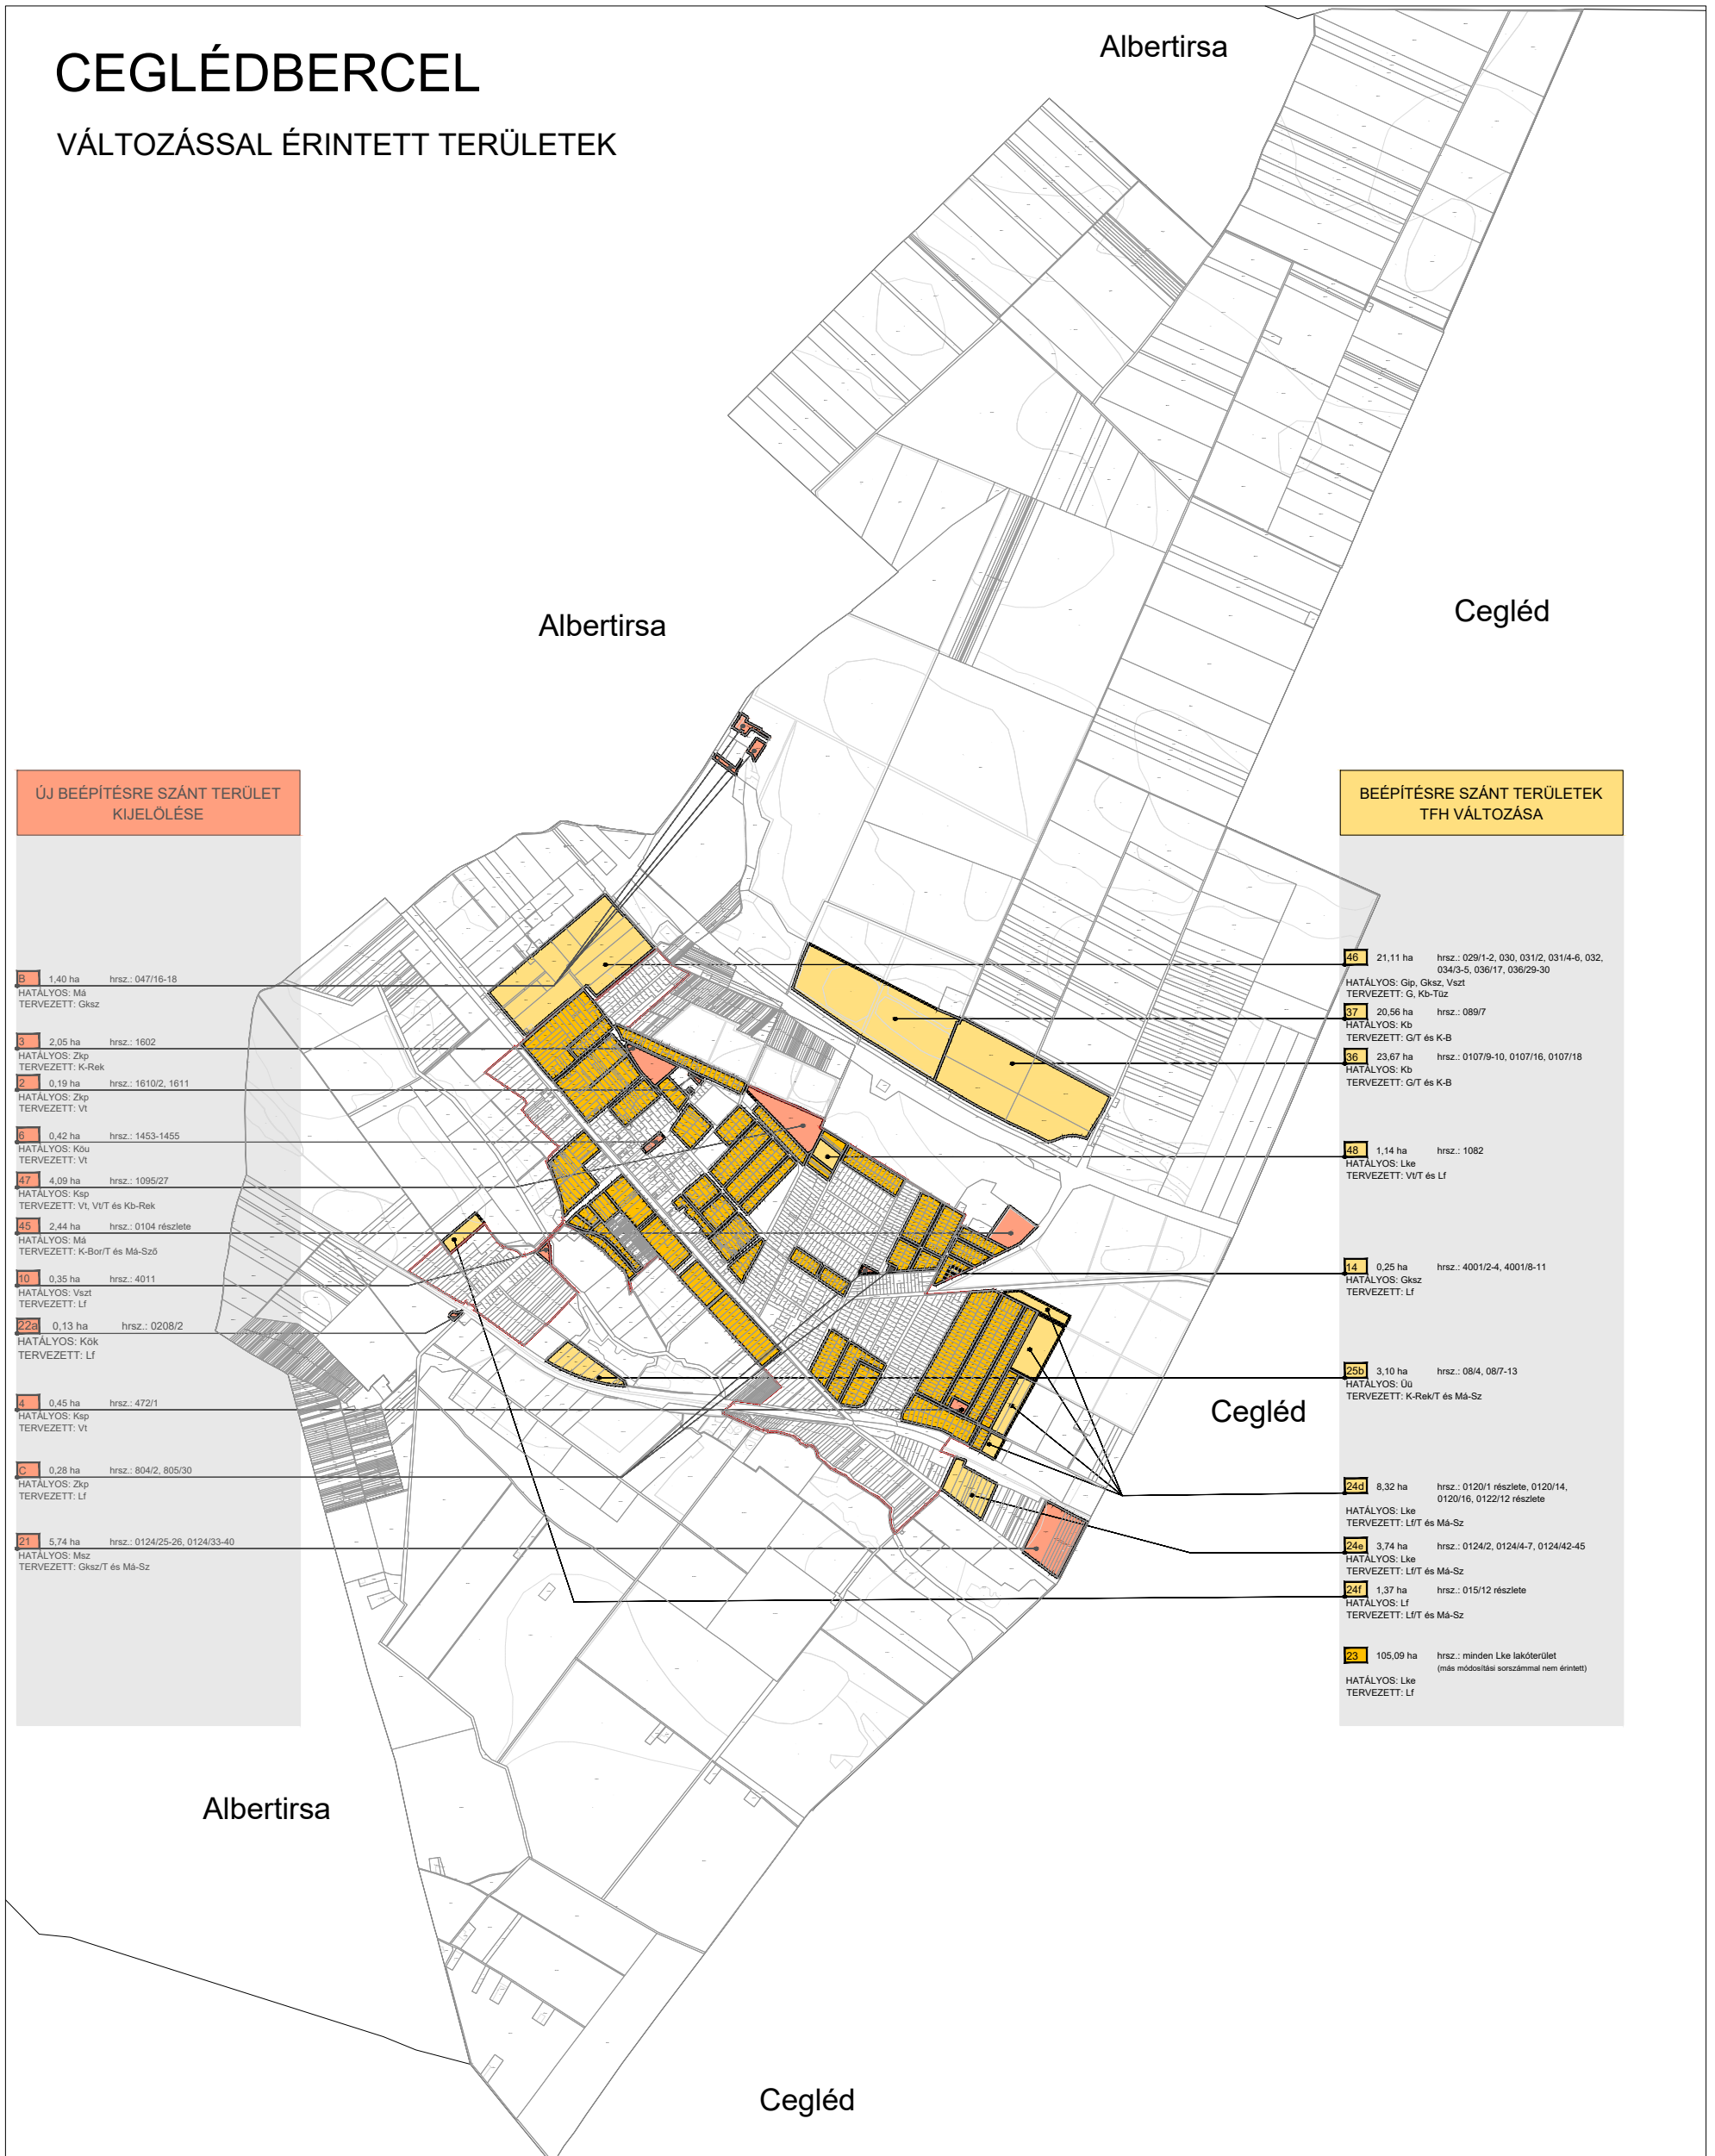 CEGLÉDBERCEL
VÁLTOZÁSSAL ÉRINTETT TERÜLETEK
Albertirsa
Albertirsa
Cegléd
ÚJ BEÉPÍTÉSRE SZÁNT TERÜLET
KIJELÖLÉSE
B 1,40 ha hrsz.: 047/16-18
HATÁLYOS: Má
TERVEZETT: Gksz
3 2,05 ha hrsz.: 1602
HATÁLYOS: Zkp
TERVEZETT: K-Rek
2 0,19 ha hrsz.: 1610/2, 1611
HATÁLYOS: Zkp
TERVEZETT: Vt
6 0,42 ha hrsz.: 1453-1455
HATÁLYOS: Köu
TERVEZETT: Vt
47 4,09 ha hrsz.: 1095/27
HATÁLYOS: Ksp
TERVEZETT: Vt, Vt/T és Kb-Rek
45 2,44 ha hrsz.: 0104 részlete
HATÁLYOS: Má
TERVEZETT: K-Bor/T és Má-Sző
10 0,35 ha hrsz.: 4011
HATÁLYOS: Vszt
TERVEZETT: Lf
22a 0,13 ha hrsz.: 0208/2
HATÁLYOS: Kök
TERVEZETT: Lf
4 0,45 ha hrsz.: 472/1
HATÁLYOS: Ksp
TERVEZETT: Vt
C 0,28 ha hrsz.: 804/2, 805/30
HATÁLYOS: Zkp
TERVEZETT: Lf
21 5,74 ha hrsz.: 0124/25-26, 0124/33-40
HATÁLYOS: Msz
TERVEZETT: Gksz/T és Má-Sz
BEÉPÍTÉSRE SZÁNT TERÜLETEK
TFH VÁLTOZÁSA
46 21,11 ha hrsz.: 029/1-2, 030, 031/2, 031/4-6, 032,
034/3-5, 036/17, 036/29-30
HATÁLYOS: Gip, Gksz, Vszt
TERVEZETT: G, Kb-Tüz
37 20,56 ha hrsz.: 089/7
HATÁLYOS: Kb
TERVEZETT: G/T és K-B
36 23,67 ha hrsz.: 0107/9-10, 0107/16, 0107/18
HATÁLYOS: Kb
TERVEZETT: G/T és K-B
48 1,14 ha hrsz.: 1082
HATÁLYOS: Lke
TERVEZETT: Vt/T és Lf
14 0,25 ha hrsz.: 4001/2-4, 4001/8-11
HATÁLYOS: Gksz
TERVEZETT: Lf
25b 3,10 ha hrsz.: 08/4, 08/7-13
HATÁLYOS: Üü
TERVEZETT: K-Rek/T és Má-Sz
24d 8,32 ha hrsz.: 0120/1 részlete, 0120/14,
0120/16, 0122/12 részlete
HATÁLYOS: Lke
TERVEZETT: Lf/T és Má-Sz
24e 3,74 ha hrsz.: 0124/2, 0124/4-7, 0124/42-45
HATÁLYOS: Lke
TERVEZETT: Lf/T és Má-Sz
24f 1,37 ha hrsz.: 015/12 részlete
HATÁLYOS: Lf
TERVEZETT: Lf/T és Má-Sz
23 105,09 ha hrsz.: minden Lke lakóterület
(más módosítási sorszámmal nem érintett)
HATÁLYOS: Lke
TERVEZETT: Lf
Cegléd
Albertirsa
Cegléd